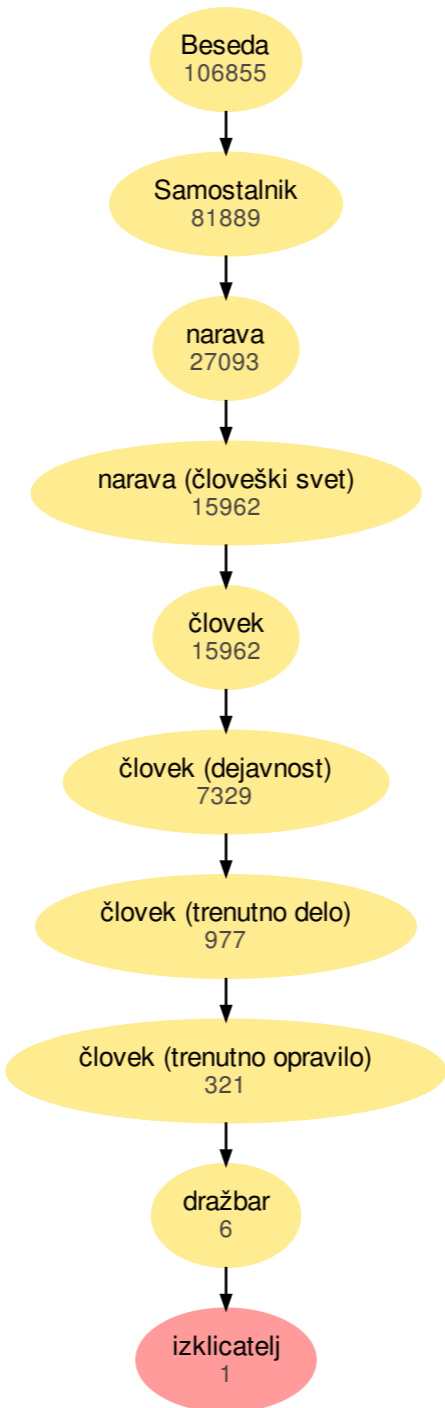 Beseda
106855
Samostalnik
81889
narava
27093
narava (človeški svet)
15962
človek
15962
človek (dejavnost)
7329
človek (trenutno delo)
977
človek (trenutno opravilo)
321
dražbar
6
izklicatelj
1